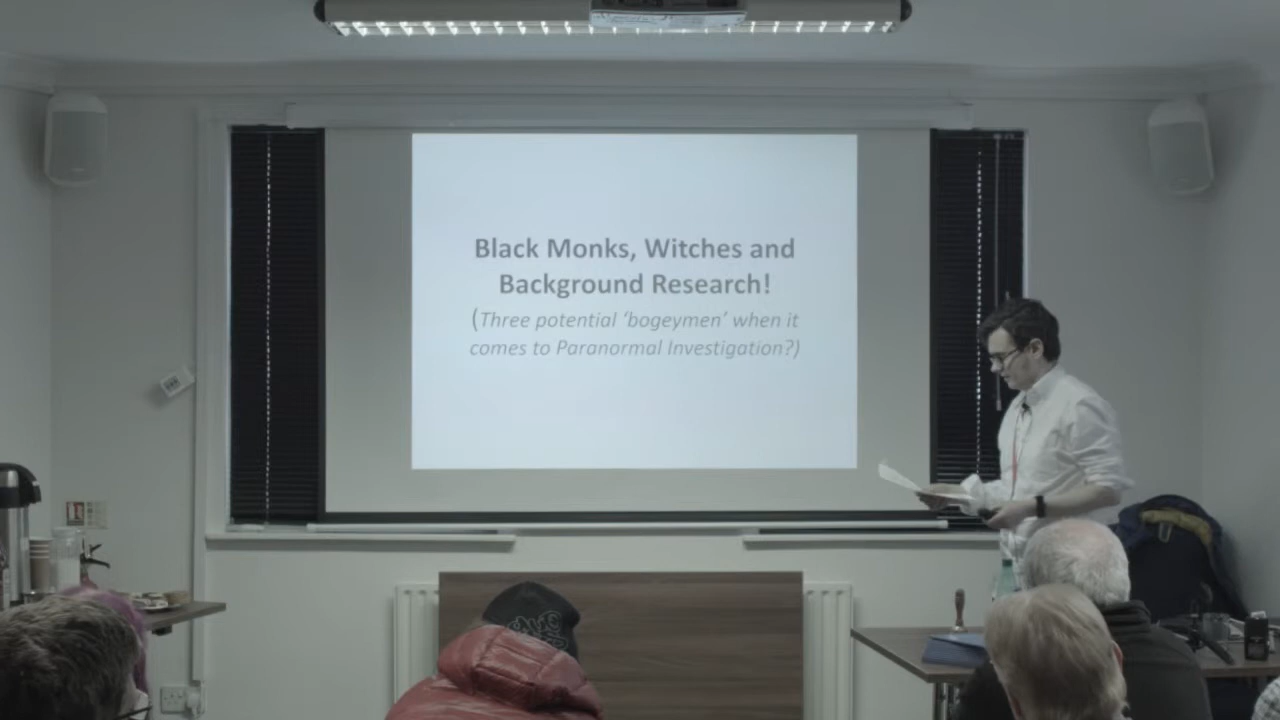 Black Monks, Witches and
Background Research!
(Three potential ‘bogeymen’ when it
comes to Paranormal Investigation?)